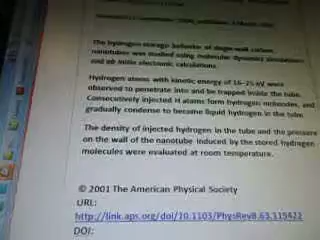 The hydrogen storage behavior of single-wall carbon
nanotubes was studied using molecular dynamics simulations
and ab initio electronic calculations.
Hydrogen atoms with kinetic energy of 16–25 eV were
observed to penetrate into and be trapped inside the tube.
Consecutively injected H atoms form hydrogen molecules, and
gradually condense to become liquid hydrogen in the tube.
The density of injected hydrogen in the tube and the pressure
on the wall of the nanotube induced by the stored hydrogen
molecules were evaluated at room temperature.
© 2001 The American Physical Society
URL:
http://link.aps.org/doi/10.1103/PhysRevB.63.115422
DOI: